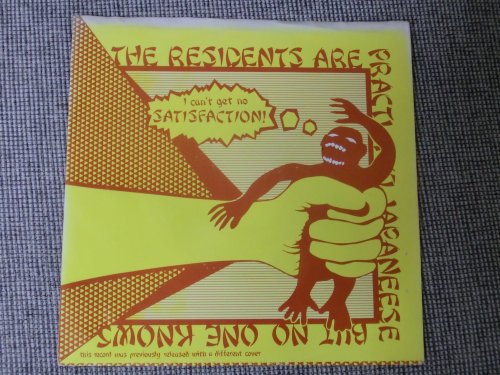 THE RESIDENTS ARE
JAPANEESE
BUT NO ONE KNOWS
I can't get no
SATISFACTION!
this record was previously released with a different cover